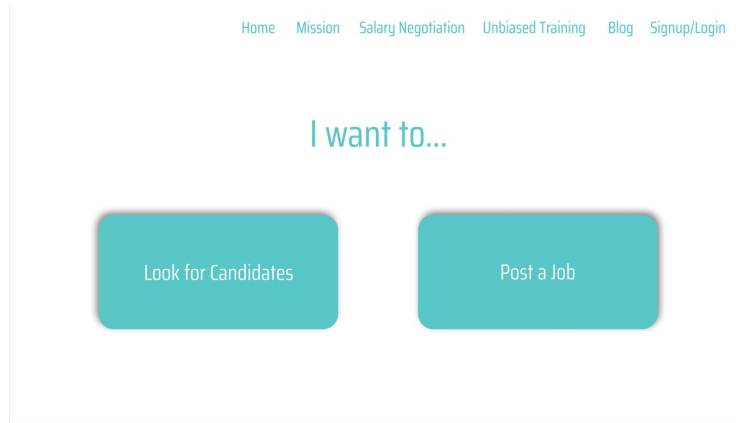 Home Mission Salary Negotiation Unbiased Training Blog Signup/Login
I want to...
Look for Candidates
Post a Job